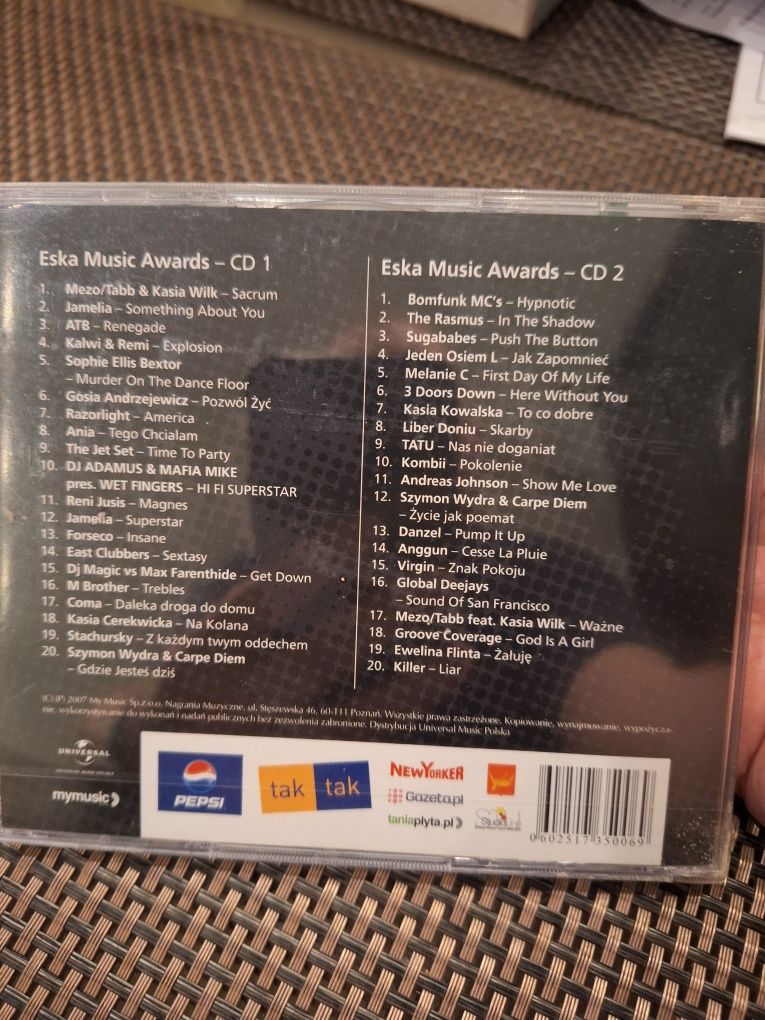 Eska Music Awards – CD 1
1. Mezo/Tabb & Kasia Wilk – Sacrum
2. Jamelia – Something About You
3. ATB – Renegade
4. Kalwi & Remi – Explosion
5. Sophie Ellis Bextor
– Murder On The Dance Floor
6. Gosia Andrzejewicz – Pozwól Żyć
7. Razorlight – America
8. Ania – Tego Chciałam
9. The Jet Set – Time To Party
10. DJ ADAMUS & MAFIA MIKE
pres. WET FINGERS – HI FI SUPERSTAR
11. Reni Jusis – Magnes
12. Jamelia – Superstar
13. Forseco – Insane
14. East Clubbers – Sextasy
15. Dj Magic vs Max Farenthide – Get Down
16. M Brother – Trebles
17. Coma – Daleka droga do domu
18. Kasia Cerekwicka – Na Kolana
19. Stachursky – Z każdym twym oddechem
20. Szymon Wydra & Carpe Diem
– Gdzie Jesteś dziś
Eska Music Awards – CD 2
1. Bomfunk MC's – Hypnotic
2. The Rasmus – In The Shadow
3. Sugababes – Push The Button
4. Jeden Osiem L – Jak Zapomnieć
5. Melanie C – First Day Of My Life
6. 3 Doors Down – Here Without You
7. Kasia Kowalska – To co dobre
8. Liber Doniu – Skarby
9. TATU – Nas nie doganiat
10. Kombii – Pokolenie
11. Andreas Johnson – Show Me Love
12. Szymon Wydra & Carpe Diem
– Życie jak poemat
13. Danzel – Pump It Up
14. Anggun – Cesse La Pluie
15. Virgin – Znak Pokoju
16. Global Deejays
– Sound Of San Francisco
17. Mezo/Tabb feat. Kasia Wilk – Ważne
18. Groove Coverage – God Is A Girl
19. Ewelina Flinta – Żałuję
20. Killer – Liar
(C) (P) 2007 My Music Sp.z o.o, Nagrania Muzyczne, ul. Stęszewska 46, 60-111 Poznań. Wszystkie prawa zastrzeżone. Kopiowanie, wynajmowanie, wypożycza-
nie, wykorzystywanie do wykonań i nadań publicznych bez zezwolenia zabronione. Dystrybucja Universal Music Polska
UNIVERSAL
UNIVERSAL MUSIC POLSKA
mymusic
PEPSI
tak tak
NEWYORKER
Gazeta.pl
taniaplyta.pl
0 602517 350069